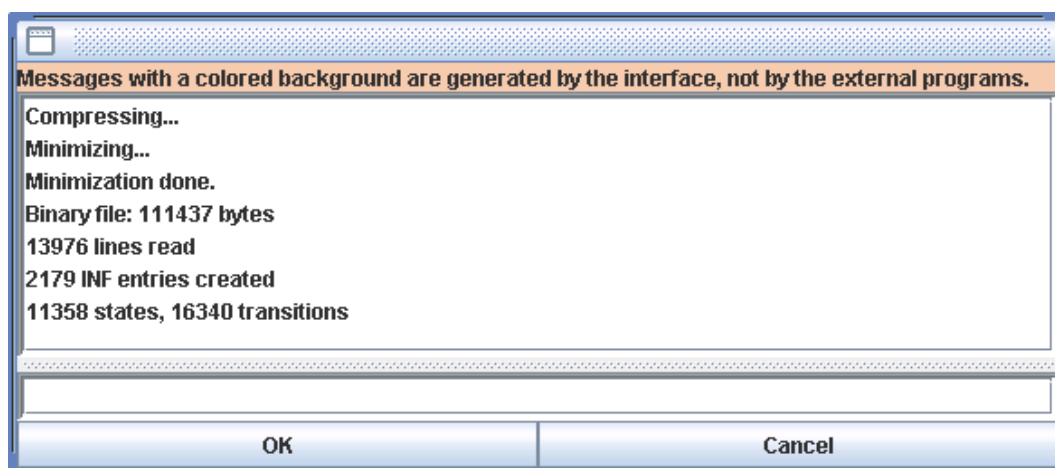 Messages with a colored background are generated by the interface, not by the external programs.
Compressing...
Minimizing...
Minimization done.
Binary file: 111437 bytes
13976 lines read
2179 INF entries created
11358 states, 16340 transitions
OK
Cancel